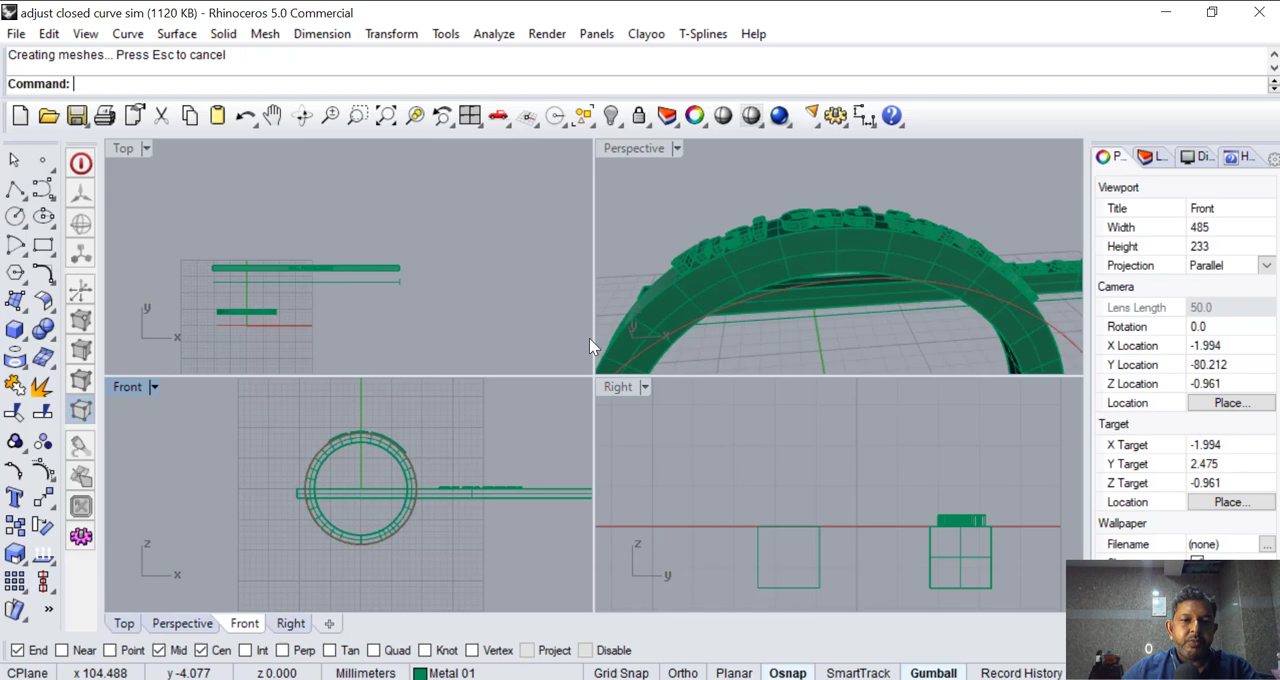 adjust closed curve sim (1120 KB) - Rhinoceros 5.0 Commercial
File Edit View Curve Surface Solid Mesh Dimension Transform Tools Analyze Render Panels Clayoo T-Splines Help
Creating meshes... Press Esc to cancel
Command:
Top
Perspective
P...
L...
Di...
H...
Viewport
Title Front
Width 485
Height 233
Projection Parallel
Camera
Lens Length 50.0
Rotation 0.0
X Location -1.994
Y Location -80.212
Z Location -0.961
Location Place...
Target
X Target -1.994
Y Target 2.475
Z Target -0.961
Location Place...
Wallpaper
Filename (none) ...
y
x
y
x
Front
Right
z
x
z
y
Top Perspective Front Right
End Near Point Mid Cen Int Perp Tan Quad Knot Vertex Project Disable
CPlane x 104.488 y -4.077 z 0.000 Millimeters Metal 01 Grid Snap Ortho Planar Osnap SmartTrack Gumball Record History